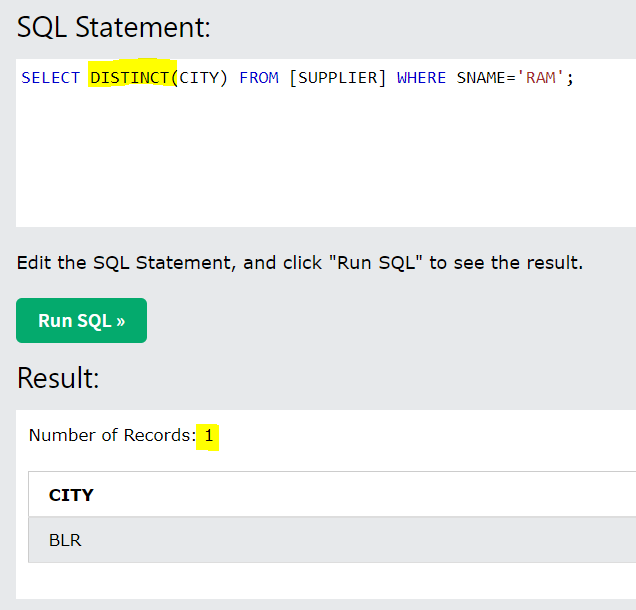 SQL Statement:
SELECT DISTINCT(CITY) FROM [SUPPLIER] WHERE SNAME='RAM';
Edit the SQL Statement, and click "Run SQL" to see the result.
Run SQL »
Result:
Number of Records: 1
CITY
BLR